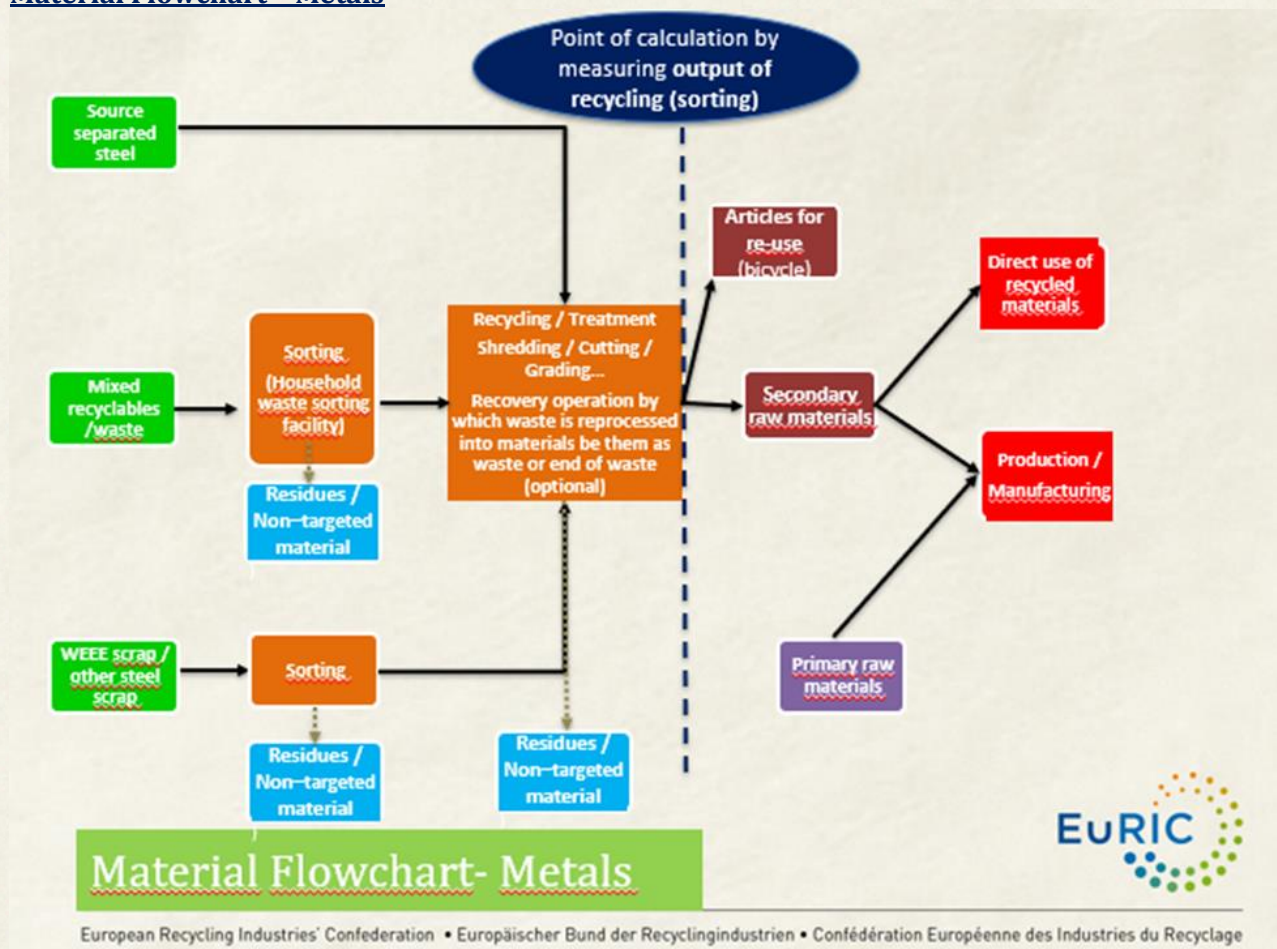 Material Flowchart – Metals
Point of calculation by
measuring output of
recycling (sorting)
Source
separated
steel
Articles for
re-use
(bicycle)
Direct use of
recycled
materials
Recycling / Treatment
Shredding / Cutting /
Grading...
Recovery operation by
which waste is reprocessed
into materials be them as
waste or end of waste
(optional)
Sorting
(Household
waste sorting
facility)
Mixed
recyclables
/waste
Secondary
raw materials
Production /
Manufacturing
Residues /
Non-targeted
material
WEEE scrap /
other steel
scrap
Sorting
Primary raw
materials
Residues /
Non-targeted
material
Residues /
Non-targeted
material
EuRIC
Material Flowchart- Metals
European Recycling Industries' Confederation • Europäischer Bund der Recyclingindustrien • Confédération Européenne des Industries du Recyclage